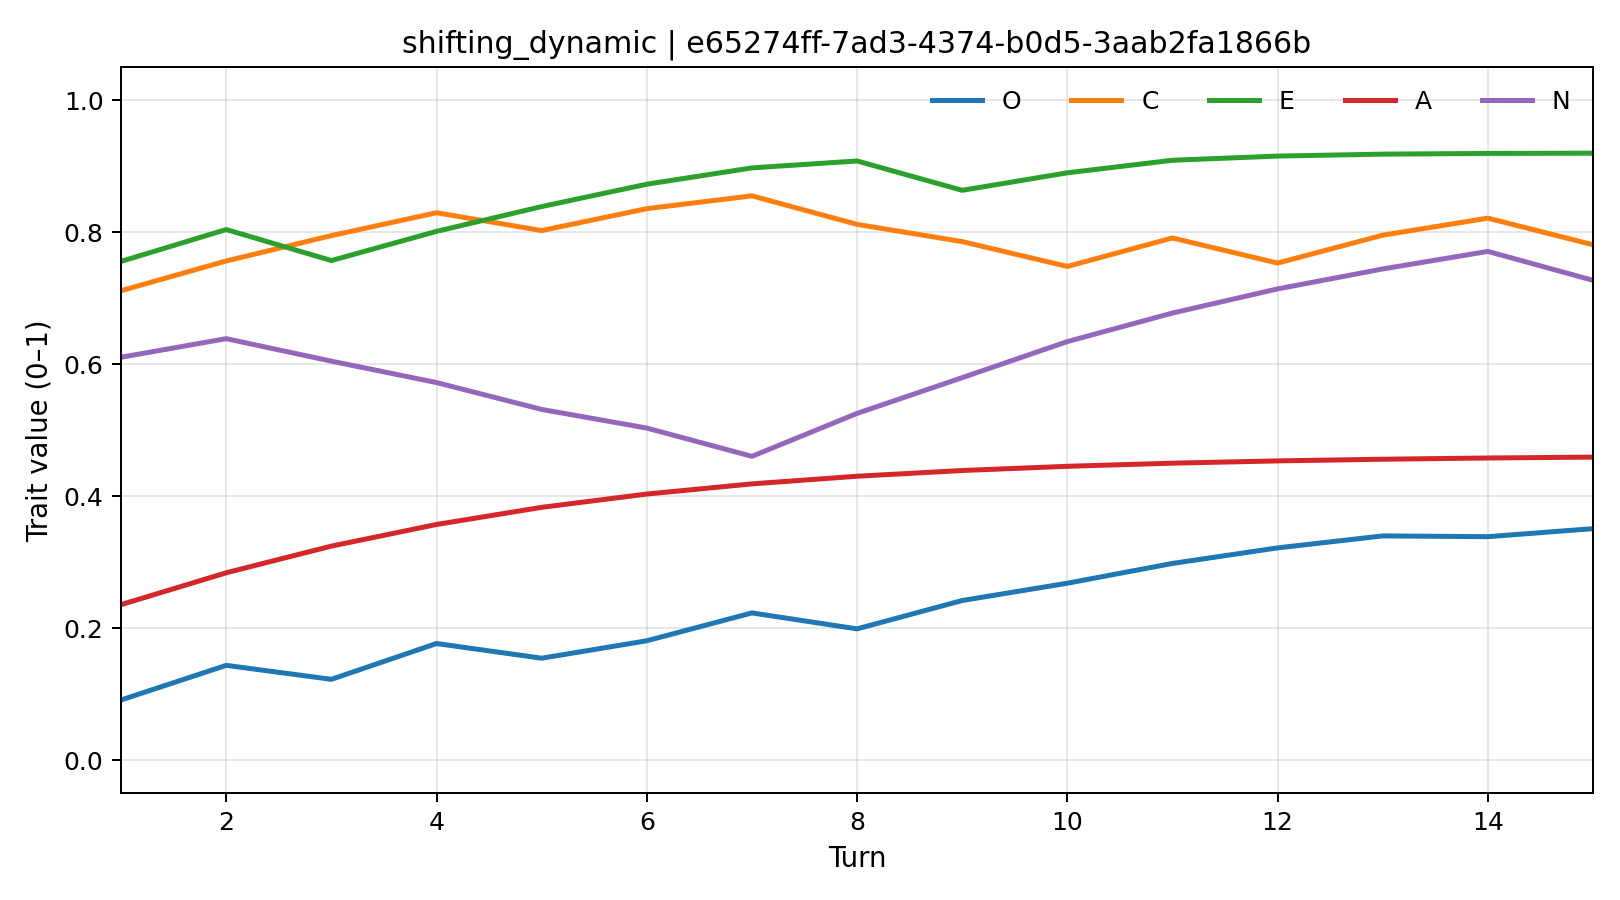 shifting_dynamic | e65274ff-7ad3-4374-b0d5-3aab2fa1866b
O C E A N
1.0
0.8
0.6
0.4
0.2
0.0
Trait value (0–1)
2 4 6 8 10 12 14
Turn